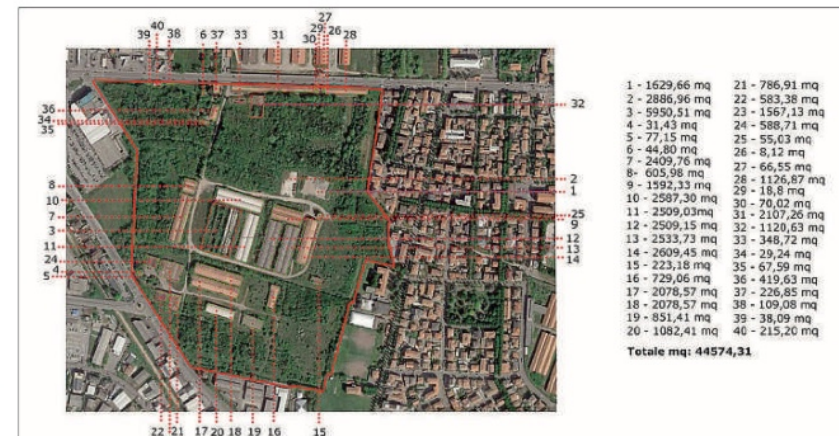 27
40 29
39 38 6 37 33 31 30 26 28
36
34
35
32
8
10
7
3
11
24
4
5
2
1
25
9
12
13
14
22 21 17 20 18 19 16 15
1 - 1629,66 mq 21 - 786,91 mq
2 - 2886,96 mq 22 - 583,38 mq
3 - 5950,51 mq 23 - 1567,13 mq
4 - 31,43 mq 24 - 588,71 mq
5 - 77,15 mq 25 - 55,03 mq
6 - 44,80 mq 26 - 8,12 mq
7 - 2409,76 mq 27 - 66,55 mq
8- 605,98 mq 28 - 1126,87 mq
9 - 1592,33 mq 29 - 18,8 mq
10 - 2587,30 mq 30 - 70,02 mq
11 - 2509,03mq 31 - 2107,26 mq
12 - 2509,15 mq 32 - 1120,63 mq
13 - 2533,73 mq 33 - 348,72 mq
14 - 2609,45 mq 34 - 29,24 mq
15 - 223,18 mq 35 - 67,59 mq
16 - 729,06 mq 36 - 419,63 mq
17 - 2078,57 mq 37 - 226,85 mq
18 - 2078,57 mq 38 - 109,08 mq
19 - 851,41 mq 39 - 38,09 mq
20 - 1082,41 mq 40 - 215,20 mq
Totale mq: 44574,31